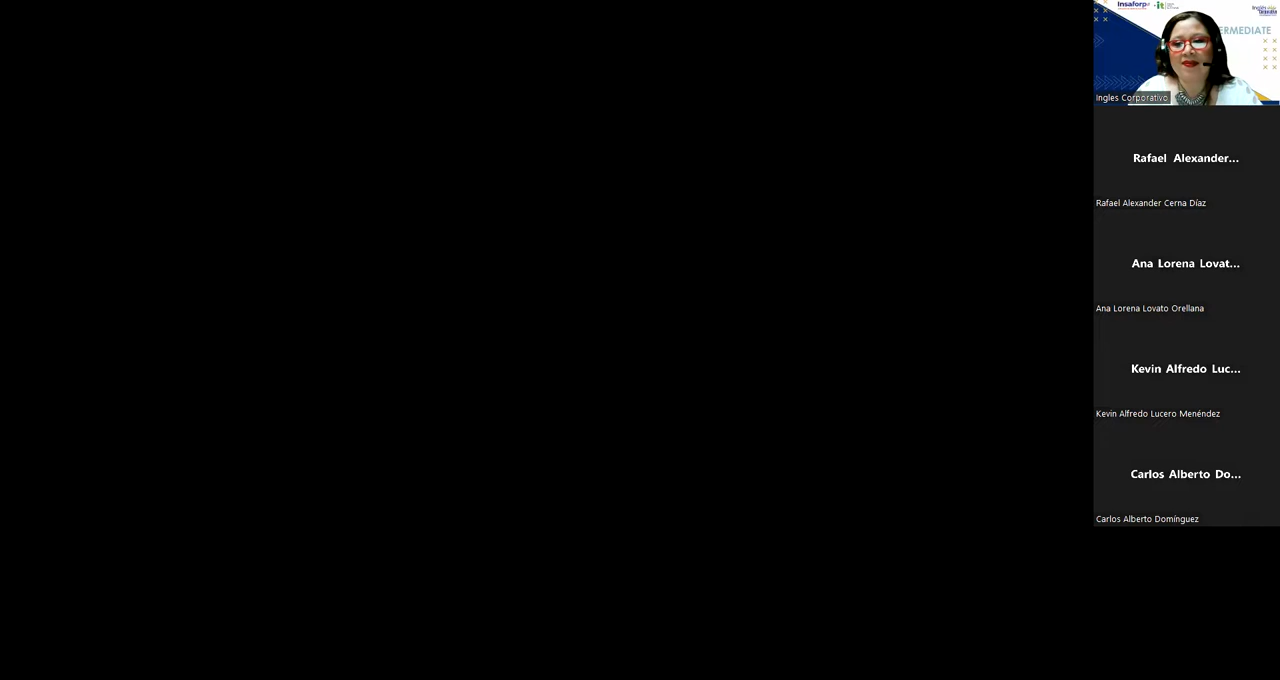 Insaforp
ERMEDIATE
Ingles Corporativo
Rafael Alexander...
Rafael Alexander Cerna Díaz
Ana Lorena Lovat...
Ana Lorena Lovato Orellana
Kevin Alfredo Luc...
Kevin Alfredo Lucero Menéndez
Carlos Alberto Do...
Carlos Alberto Domínguez